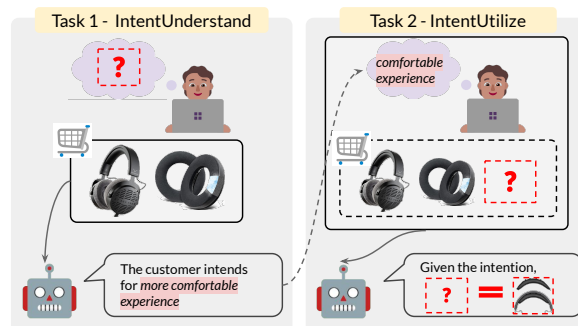 Task 1 - IntentUnderstand
?
The customer intends
for more comfortable
experience
Task 2 - IntentUtilize
comfortable
experience
?
Given the intention,
? =